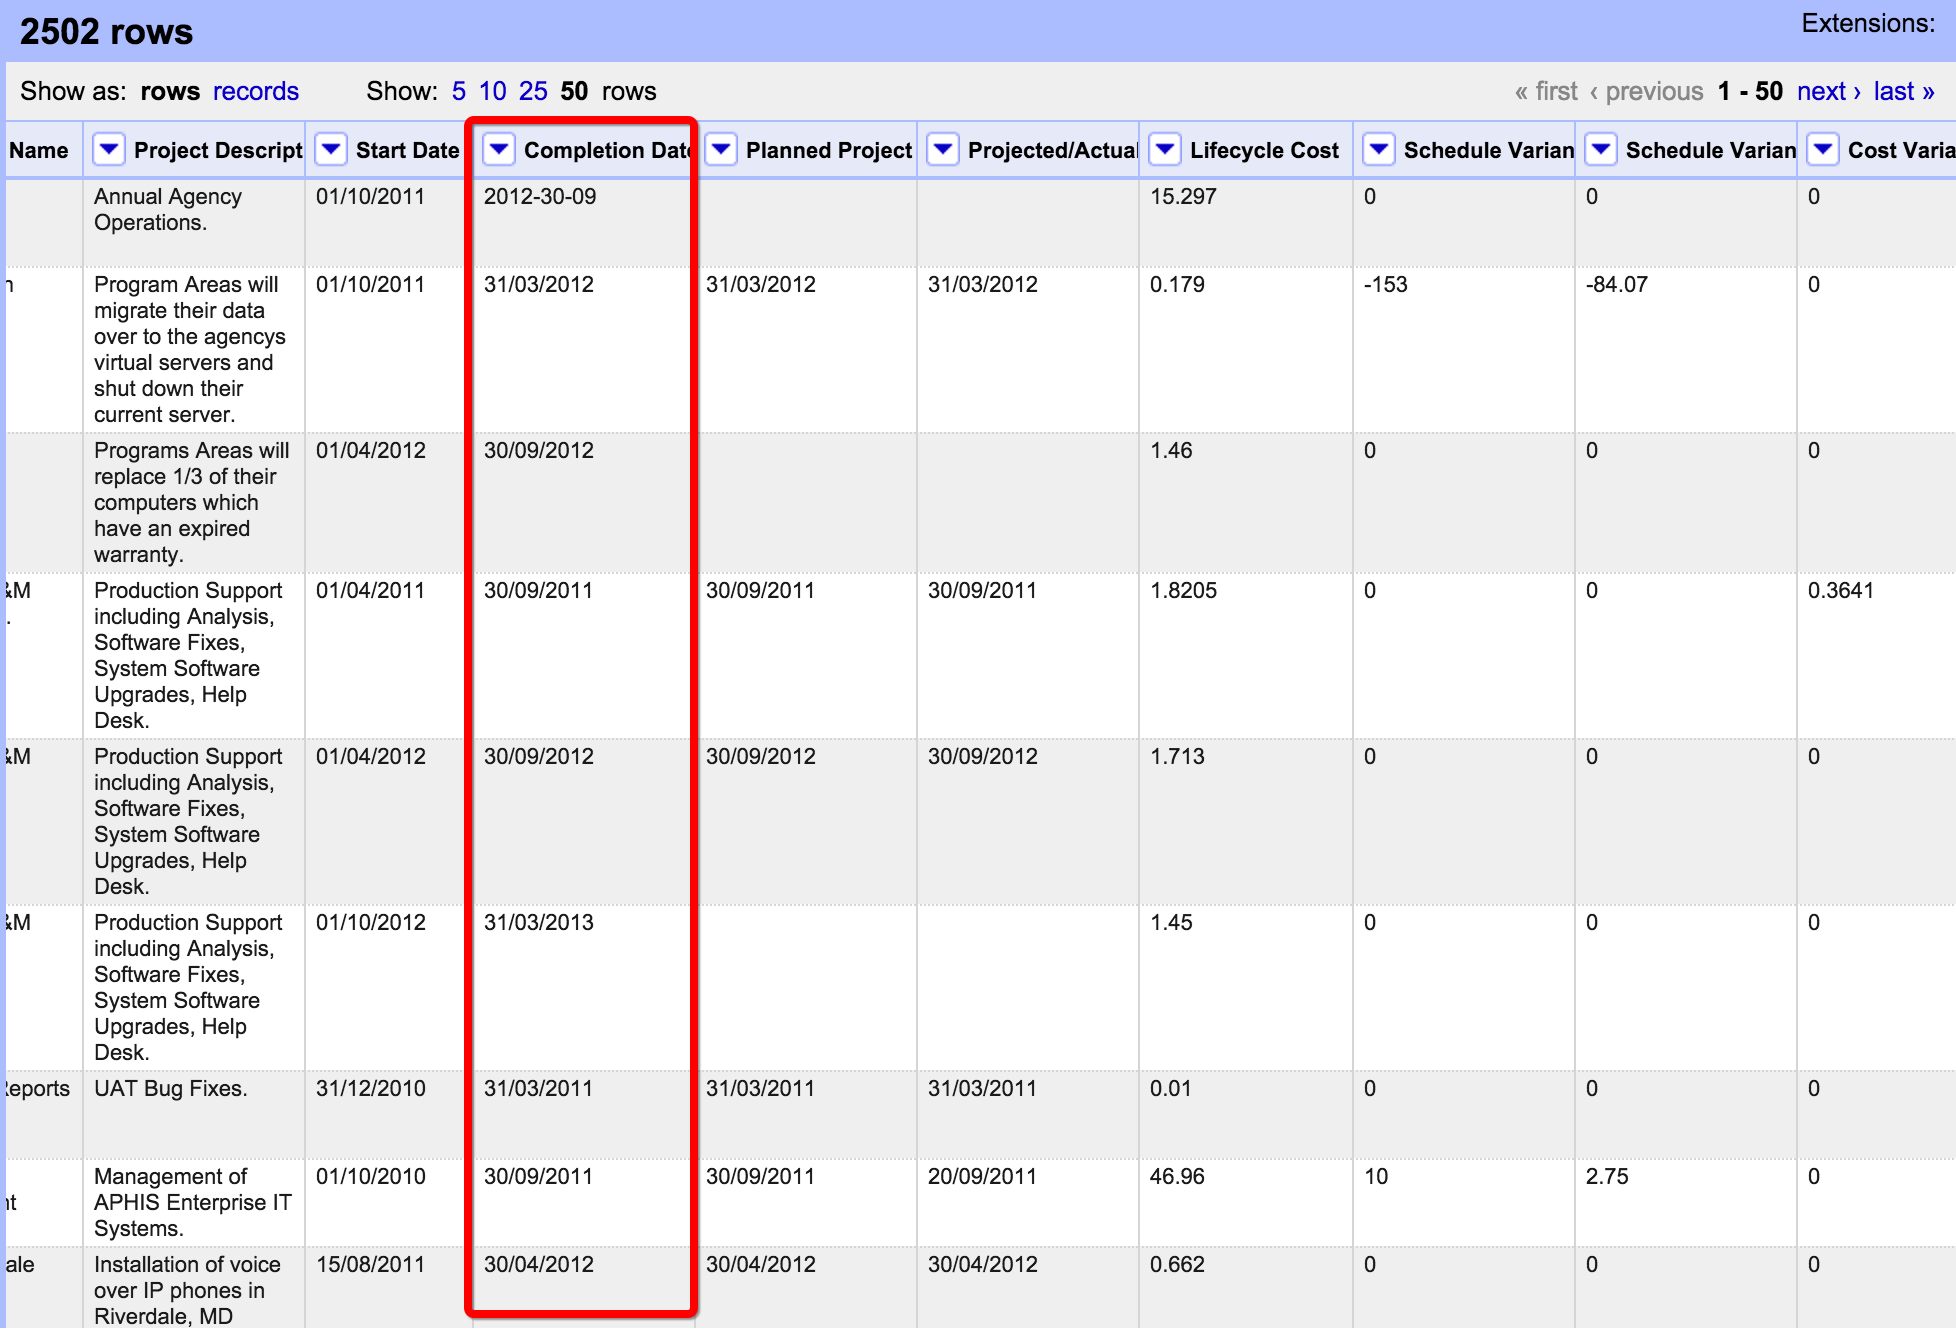 2502 rows
Extensions:
Show as: rows records Show: 5 10 25 50 rows « first ‹ previous 1 - 50 next › last »
Name Project Descript Start Date Completion Date Planned Project Projected/Actual Lifecycle Cost Schedule Varian Schedule Varian Cost Varia
Annual Agency 01/10/2011 2012-30-09 15.297 0 0 0
Operations.
n Program Areas will 01/10/2011 31/03/2012 31/03/2012 31/03/2012 0.179 -153 -84.07 0
migrate their data
over to the agencys
virtual servers and
shut down their
current server.
Programs Areas will 01/04/2012 30/09/2012 1.46 0 0 0
replace 1/3 of their
computers which
have an expired
warranty.
&M Production Support 01/04/2011 30/09/2011 30/09/2011 30/09/2011 1.8205 0 0 0.3641
. including Analysis,
Software Fixes,
System Software
Upgrades, Help
Desk.
&M Production Support 01/04/2012 30/09/2012 30/09/2012 30/09/2012 1.713 0 0 0
including Analysis,
Software Fixes,
System Software
Upgrades, Help
Desk.
&M Production Support 01/10/2012 31/03/2013 1.45 0 0 0
including Analysis,
Software Fixes,
System Software
Upgrades, Help
Desk.
Reports UAT Bug Fixes. 31/12/2010 31/03/2011 31/03/2011 31/03/2011 0.01 0 0 0
Management of 01/10/2010 30/09/2011 30/09/2011 20/09/2011 46.96 10 2.75 0
nt APHIS Enterprise IT
Systems.
ale Installation of voice 15/08/2011 30/04/2012 30/04/2012 30/04/2012 0.662 0 0 0
over IP phones in
Riverdale, MD